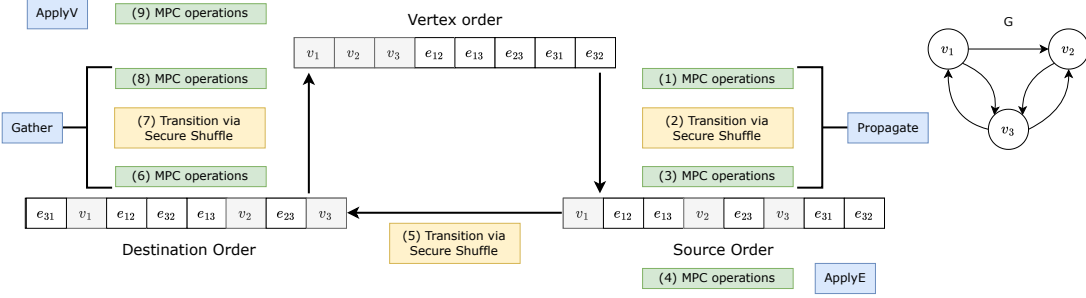 ApplyV
(9) MPC operations
Vertex order
v1 v2 v3 e12 e13 e23 e31 e32
G
v1
v2
v3
(8) MPC operations
(7) Transition via
Secure Shuffle
(6) MPC operations
Gather
(1) MPC operations
(2) Transition via
Secure Shuffle
(3) MPC operations
Propagate
e31 v1 e12 e32 e13 v2 e23 v3
Destination Order
(5) Transition via
Secure Shuffle
v1 e12 e13 v2 e23 v3 e31 e32
Source Order
(4) MPC operations
ApplyE